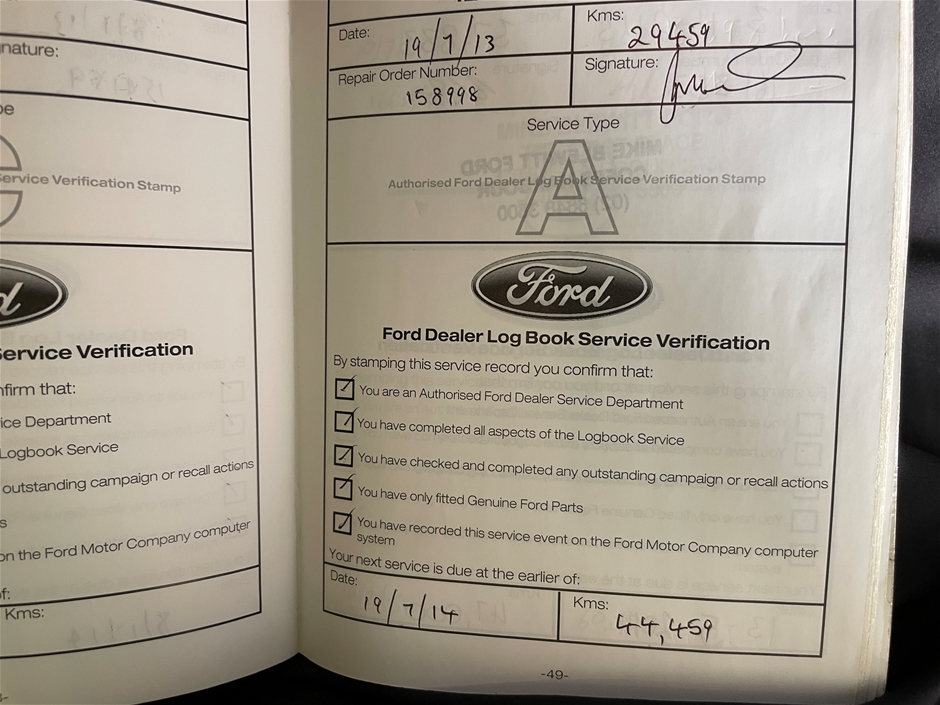 nature:
ervice Verification Stamp
ervice Verification
nfirm that:
ice Department
Logbook Service
outstanding campaign or recall actions
s
on the Ford Motor Company computer
of:
Kms:
Date: 19/7/13
Kms: 29459
Repair Order Number: 158998
Signature:
Service Type
A
Authorised Ford Dealer Log Book Service Verification Stamp
Ford
Ford Dealer Log Book Service Verification
By stamping this service record you confirm that:
You are an Authorised Ford Dealer Service Department
You have completed all aspects of the Logbook Service
You have checked and completed any outstanding campaign or recall actions
You have only fitted Genuine Ford Parts
You have recorded this service event on the Ford Motor Company computer
system
Your next service is due at the earlier of:
Date: 19/7/14
Kms: 44,459
-49-